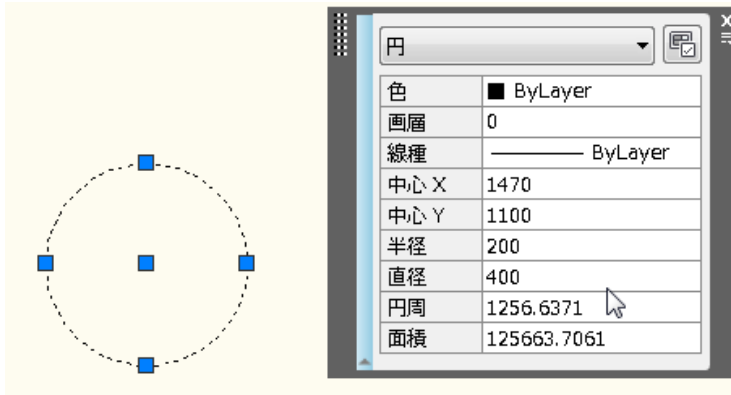 円
色 ByLayer
画層 0
線種 ByLayer
中心 X 1470
中心 Y 1100
半径 200
直径 400
円周 1256.6371
面積 125663.7061